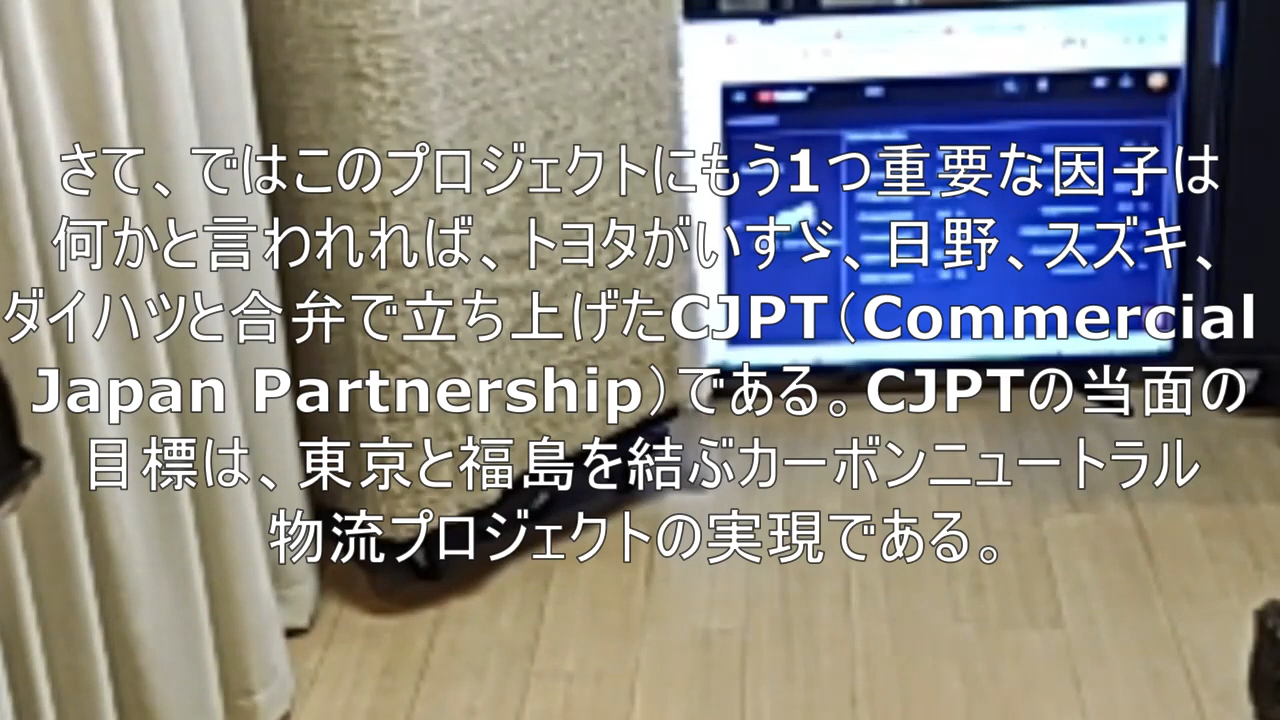 さて、ではこのプロジェクトにもう1つ重要な因子は
何かと言われれば、トヨタがいすゞ、日野、スズキ、
ダイハツと合弁で立ち上げたCJPT（Commercial
Japan Partnership）である。CJPTの当面の
目標は、東京と福島を結ぶカーボンニュートラル
物流プロジェクトの実現である。